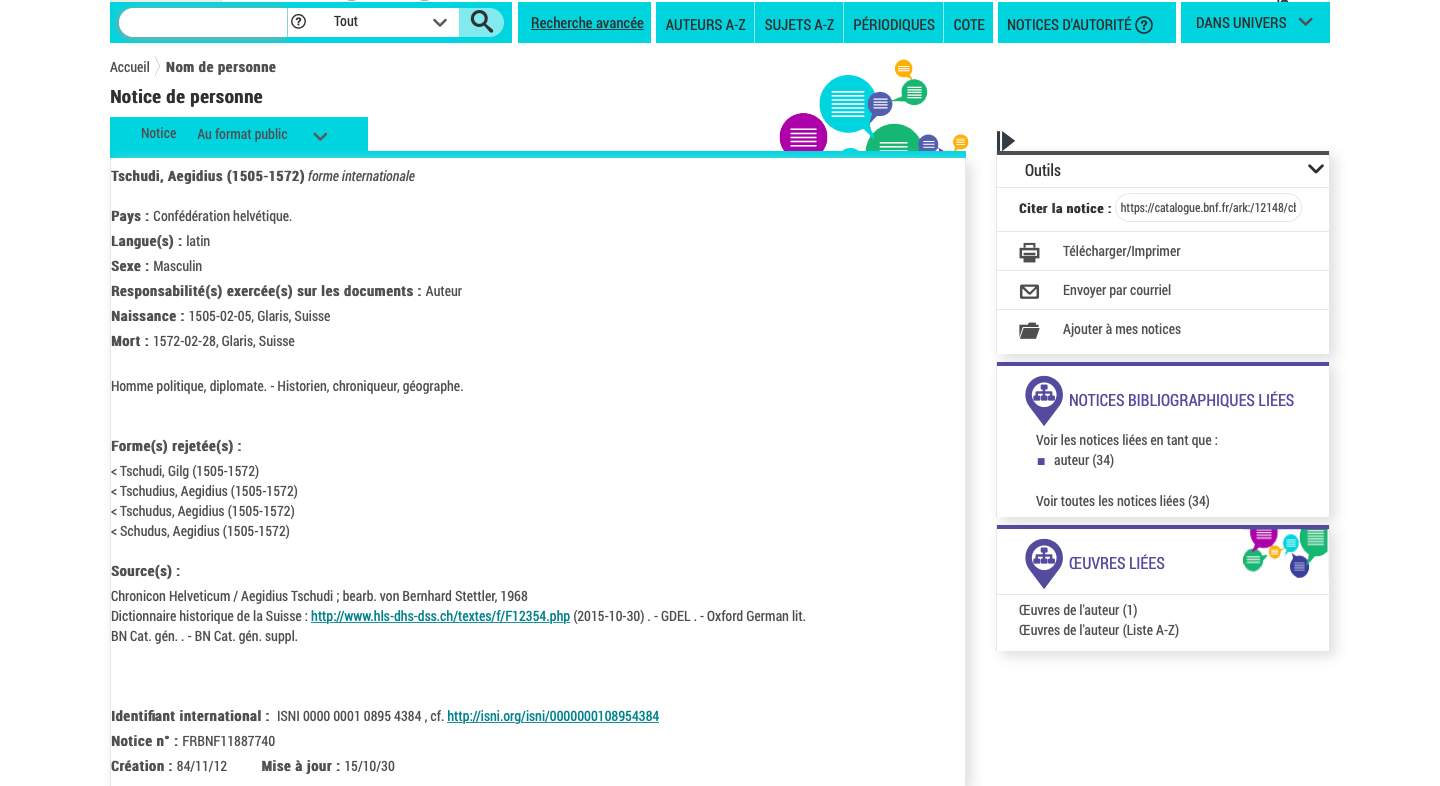 Tout
Recherche avancée
AUTEURS A-Z
SUJETS A-Z
PÉRIODIQUES
COTE
NOTICES D'AUTORITÉ
DANS UNIVERS
Accueil
Nom de personne
Notice de personne
Notice Au format public
Tschudi, Aegidius (1505-1572) forme internationale
Pays : Confédération helvétique.
Langue(s) : latin
Sexe : Masculin
Responsabilité(s) exercée(s) sur les documents : Auteur
Naissance : 1505-02-05, Glaris, Suisse
Mort : 1572-02-28, Glaris, Suisse
Homme politique, diplomate. - Historien, chroniqueur, géographe.
Forme(s) rejetée(s) :
< Tschudi, Gilg (1505-1572)
< Tschudius, Aegidius (1505-1572)
< Tschudus, Aegidius (1505-1572)
< Schudus, Aegidius (1505-1572)
Source(s) :
Chronicon Helveticum / Aegidius Tschudi ; bearb. von Bernhard Stettler, 1968
Dictionnaire historique de la Suisse : http://www.hls-dhs-dss.ch/textes/f/F12354.php (2015-10-30) . - GDEL . - Oxford German lit.
BN Cat. gén. . - BN Cat. gén. suppl.
Identifiant international : ISNI 0000 0001 0895 4384 , cf. http://isni.org/isni/0000000108954384
Notice n° : FRBNF11887740
Création : 84/11/12 Mise à jour : 15/10/30
Outils
Citer la notice : https://catalogue.bnf.fr/ark:/12148/cb
Télécharger/Imprimer
Envoyer par courriel
Ajouter à mes notices
NOTICES BIBLIOGRAPHIQUES LIÉES
Voir les notices liées en tant que :
auteur (34)
Voir toutes les notices liées (34)
ŒUVRES LIÉES
Œuvres de l'auteur (1)
Œuvres de l'auteur (Liste A-Z)